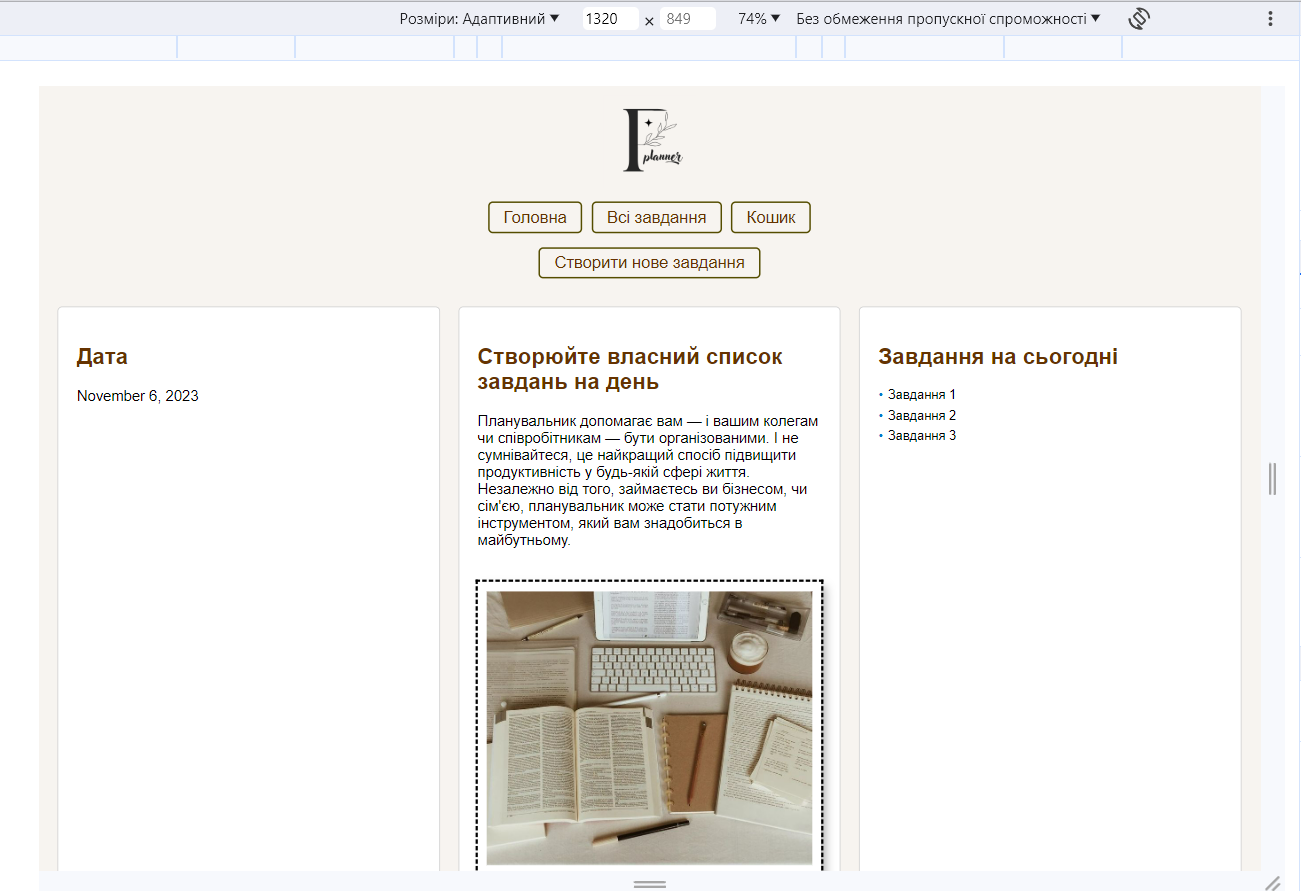 Розміри: Адаптивний ▼ 1320 × 849 74% ▼ Без обмеження пропускної спроможності ▼
F planner
Головна Всі завдання Кошик
Створити нове завдання
Дата
November 6, 2023
Створюйте власний список
завдань на день
Планувальник допомагає вам — і вашим колегам
чи співробітникам — бути організованими. І не
сумнівайтеся, це найкращий спосіб підвищити
продуктивність у будь-якій сфері життя.
Незалежно від того, займаєтесь ви бізнесом, чи
сім'єю, планувальник може стати потужним
інструментом, який вам знадобиться в
майбутньому.
Завдання на сьогодні
• Завдання 1
• Завдання 2
• Завдання 3